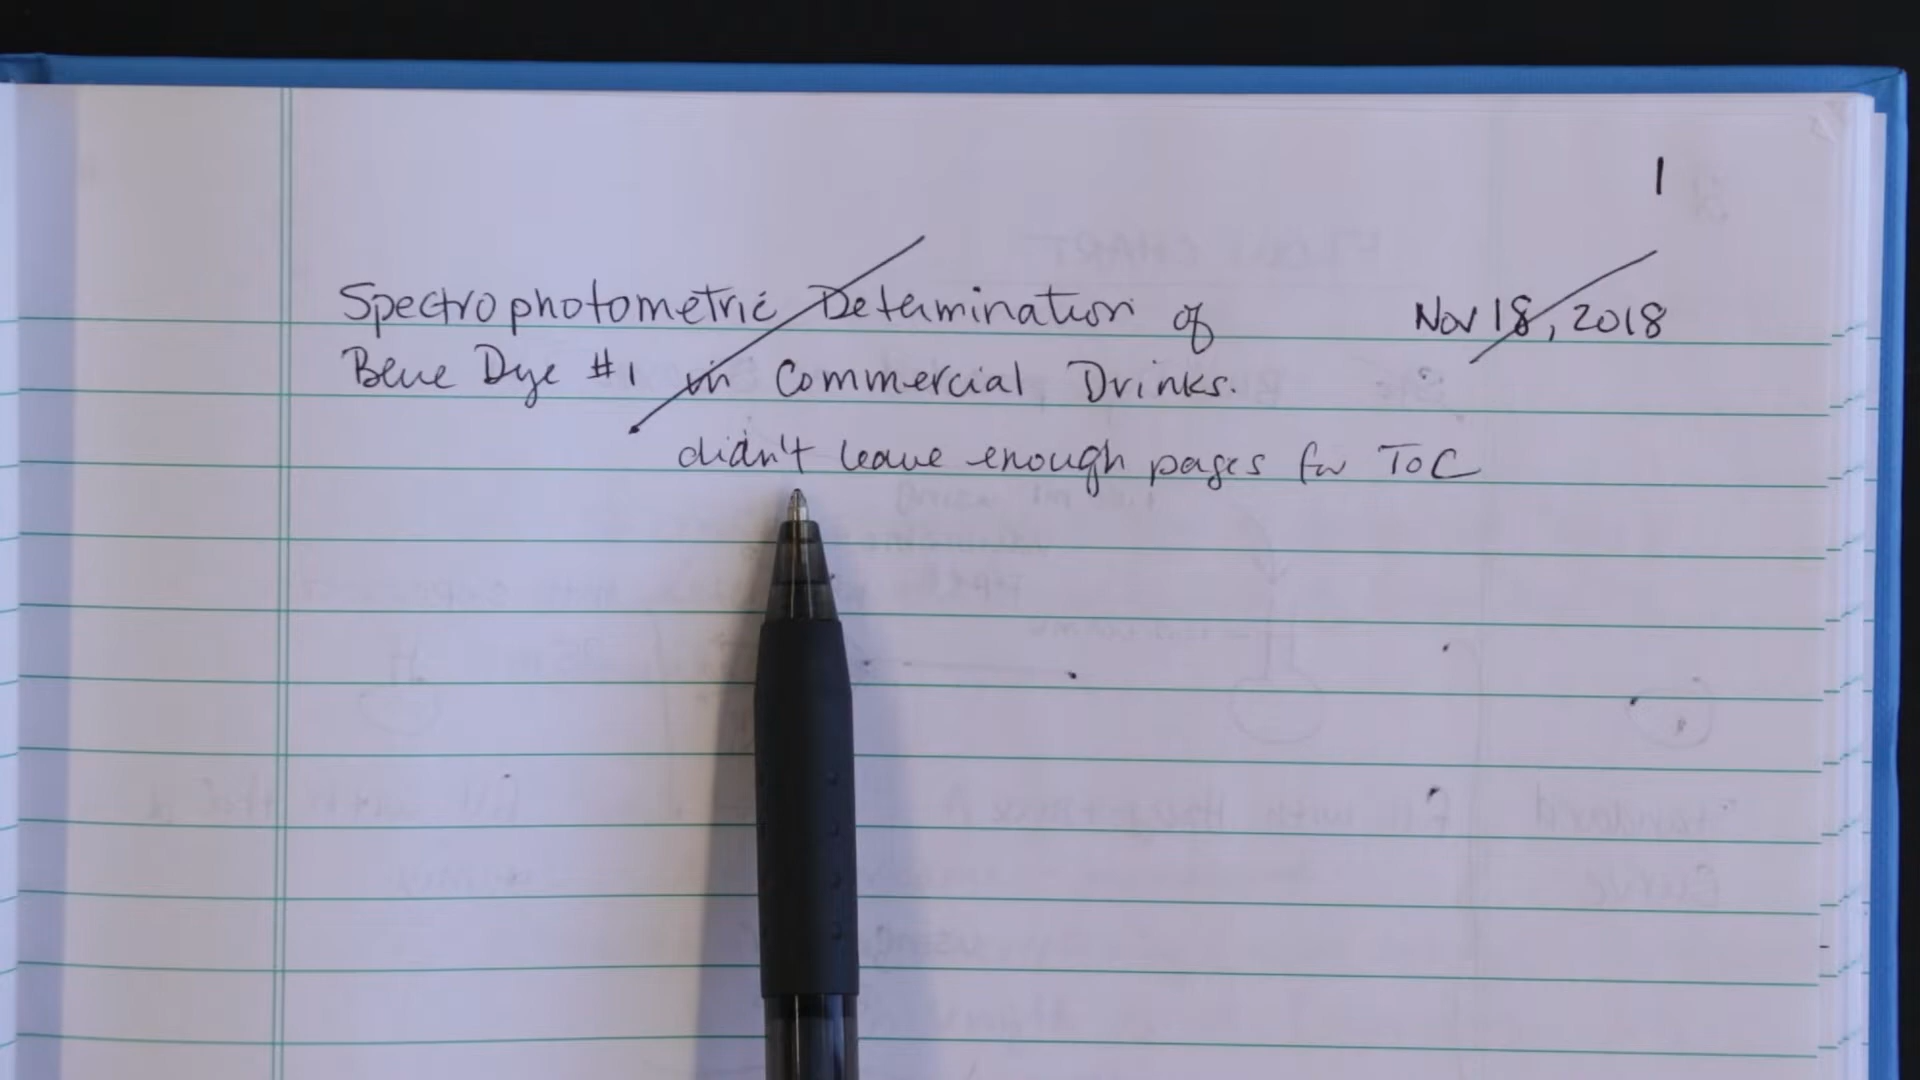 1
Spectrophotometric Determination of Nov 18, 2018
Blue Dye #1 in Commercial Drinks.
didn't leave enough pages for ToC